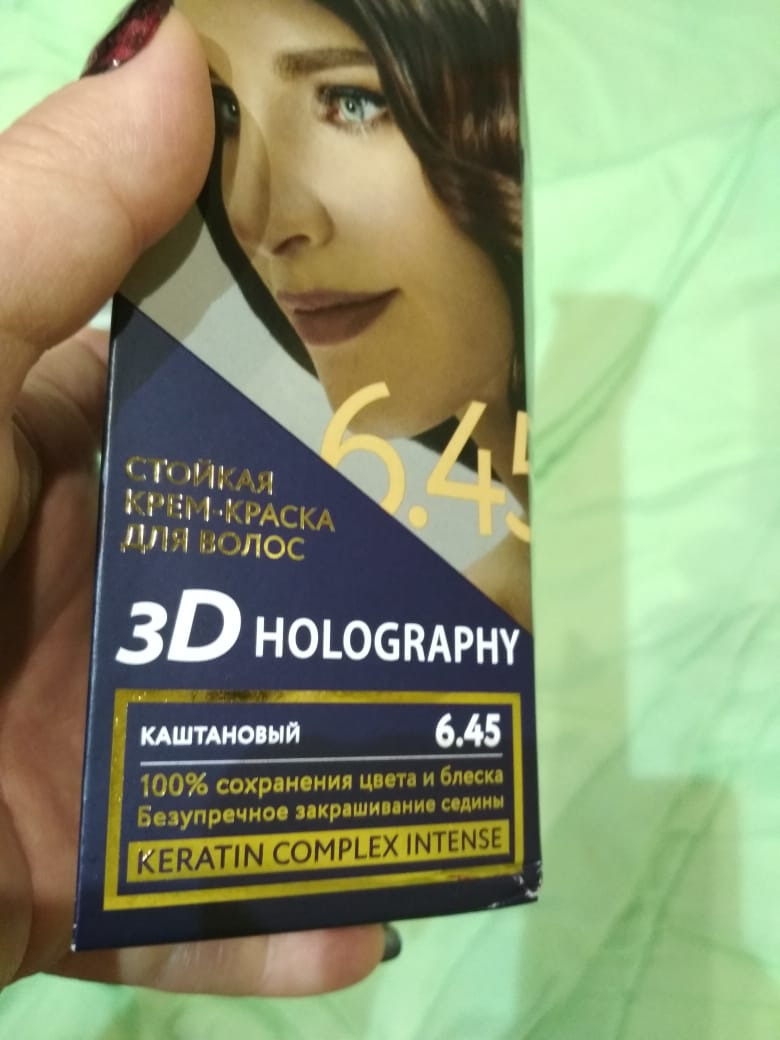 6.45
СТОЙКАЯ
КРЕМ-КРАСКА
ДЛЯ ВОЛОС
3D HOLOGRAPHY
КАШТАНОВЫЙ 6.45
100% сохранения цвета и блеска
Безупречное закрашивание седины
KERATIN COMPLEX INTENSE